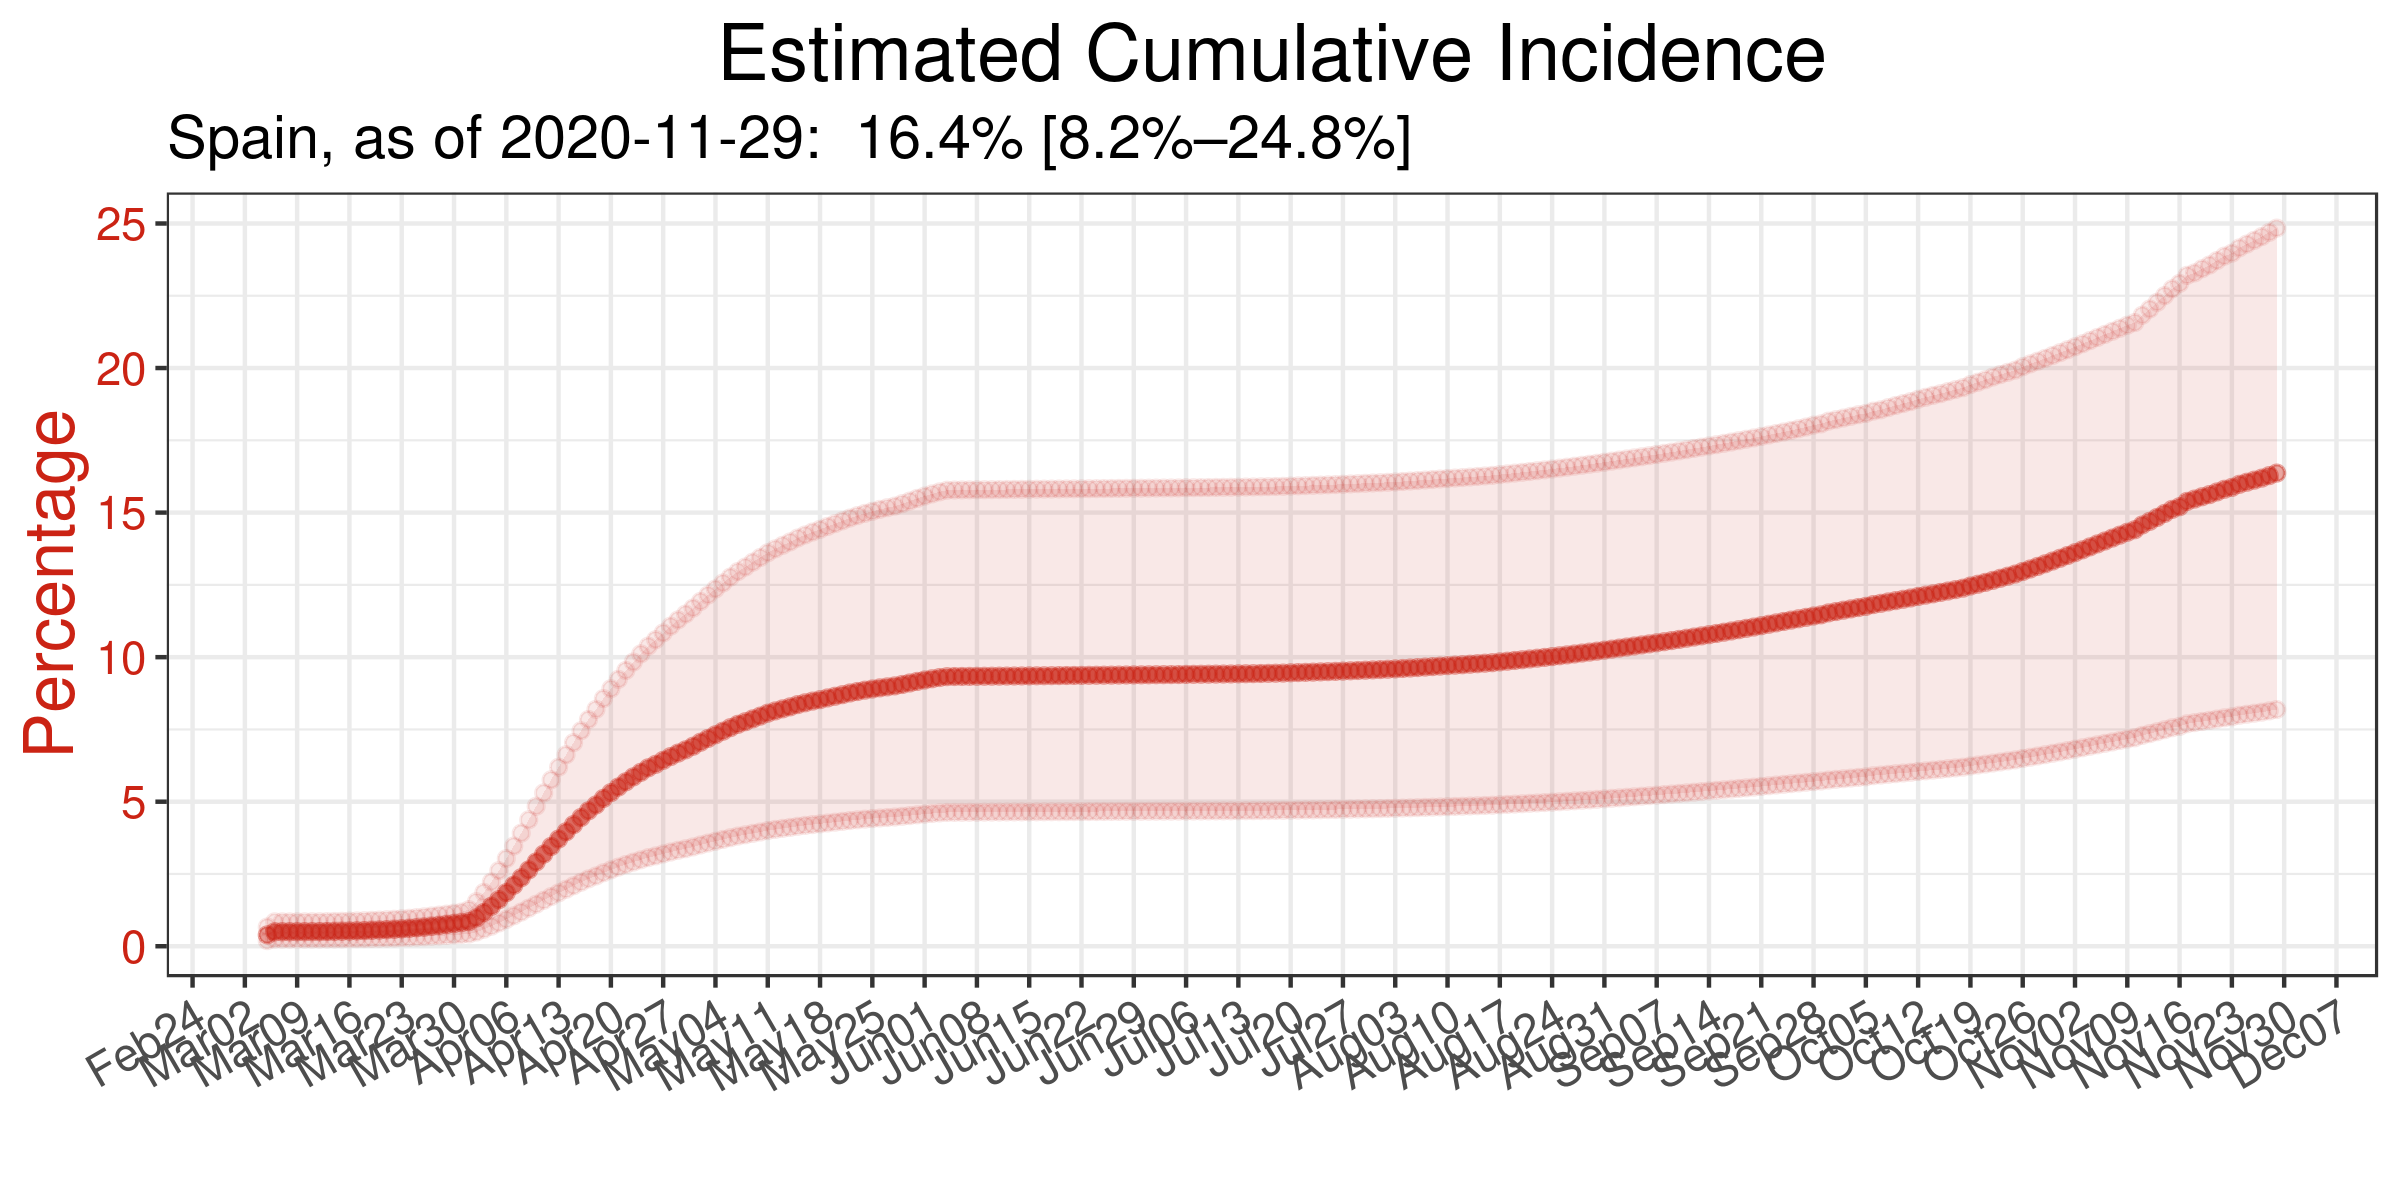 Estimated Cumulative Incidence
Spain, as of 2020-11-29:  16.4% [8.2%–24.8%]
Percentage
25
20
15
10
5
0
Feb24
Mar02
Mar09
Mar16
Mar23
Mar30
Apr06
Apr13
Apr20
Apr27
May04
May11
May18
May25
Jun01
Jun08
Jun15
Jun22
Jun29
Jul06
Jul13
Jul20
Jul27
Aug03
Aug10
Aug17
Aug24
Aug31
Sep07
Sep14
Sep21
Sep28
Oct05
Oct12
Oct19
Oct26
Nov02
Nov09
Nov16
Nov23
Nov30
Dec07